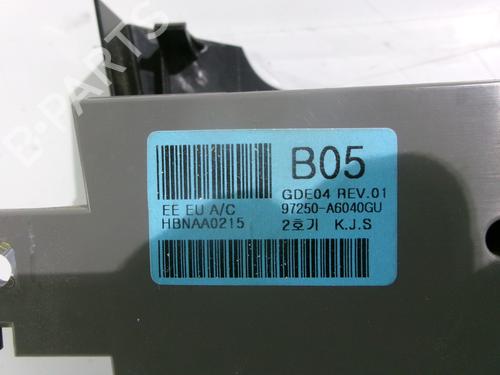 B-PARTS
B05
GDE04 REV.01
EE EU A/C
97250-A6040GU
HBNAA0215
2호기 K.J.S